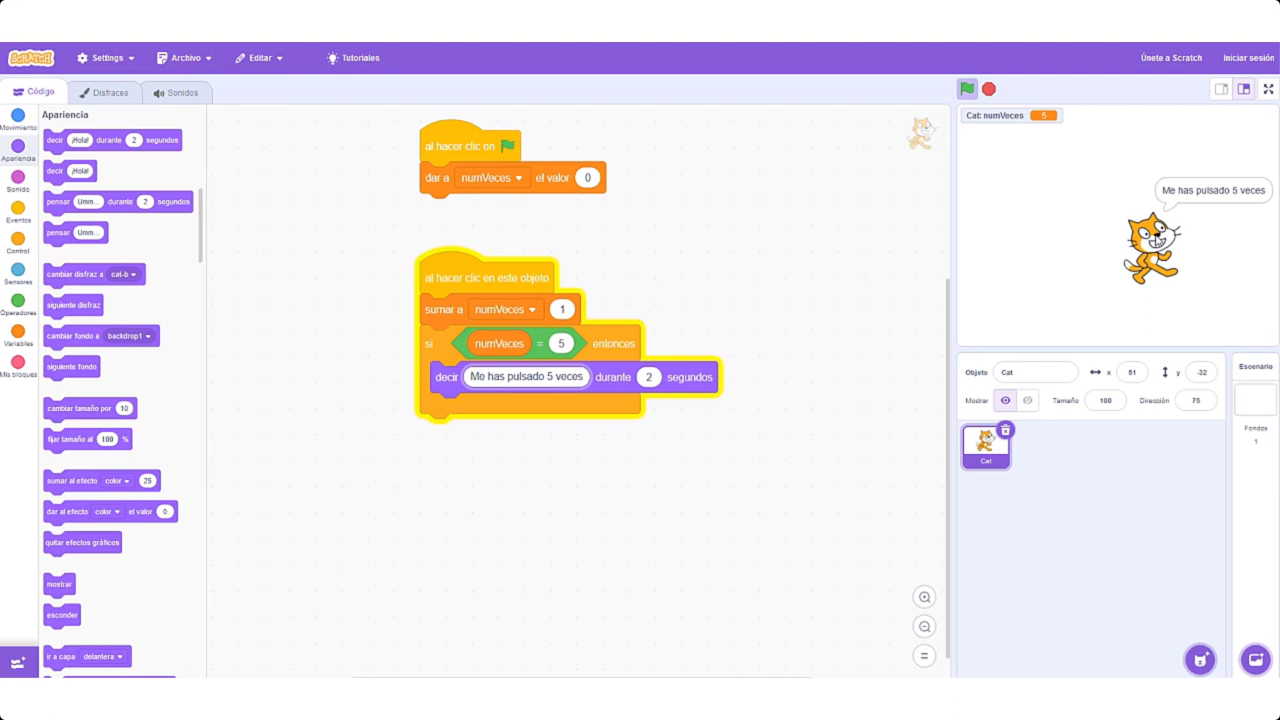 SCRATCH
Settings
Archivo
Editar
Tutoriales
Únete a Scratch
Iniciar sesión
Código
Disfraces
Sonidos
Movimiento
Apariencia
Sonido
Eventos
Control
Sensores
Operadores
Variables
Mis bloques
Apariencia
decir ¡Hola! durante 2 segundos
decir ¡Hola!
pensar Umm... durante 2 segundos
pensar Umm...
cambiar disfraz a cat-b
siguiente disfraz
cambiar fondo a backdrop1
siguiente fondo
cambiar tamaño por 10
fijar tamaño al 100 %
sumar al efecto color 25
dar al efecto color el valor 0
quitar efectos gráficos
mostrar
esconder
ir a capa delantera
al hacer clic en
dar a numVeces el valor 0
al hacer clic en este objeto
sumar a numVeces 1
si numVeces = 5 entonces
decir Me has pulsado 5 veces durante 2 segundos
Cat: numVeces 5
Me has pulsado 5 veces
Objeto Cat x 51 y -32
Mostrar Tamaño 100 Dirección 75
Cat
Escenario
Fondos
1